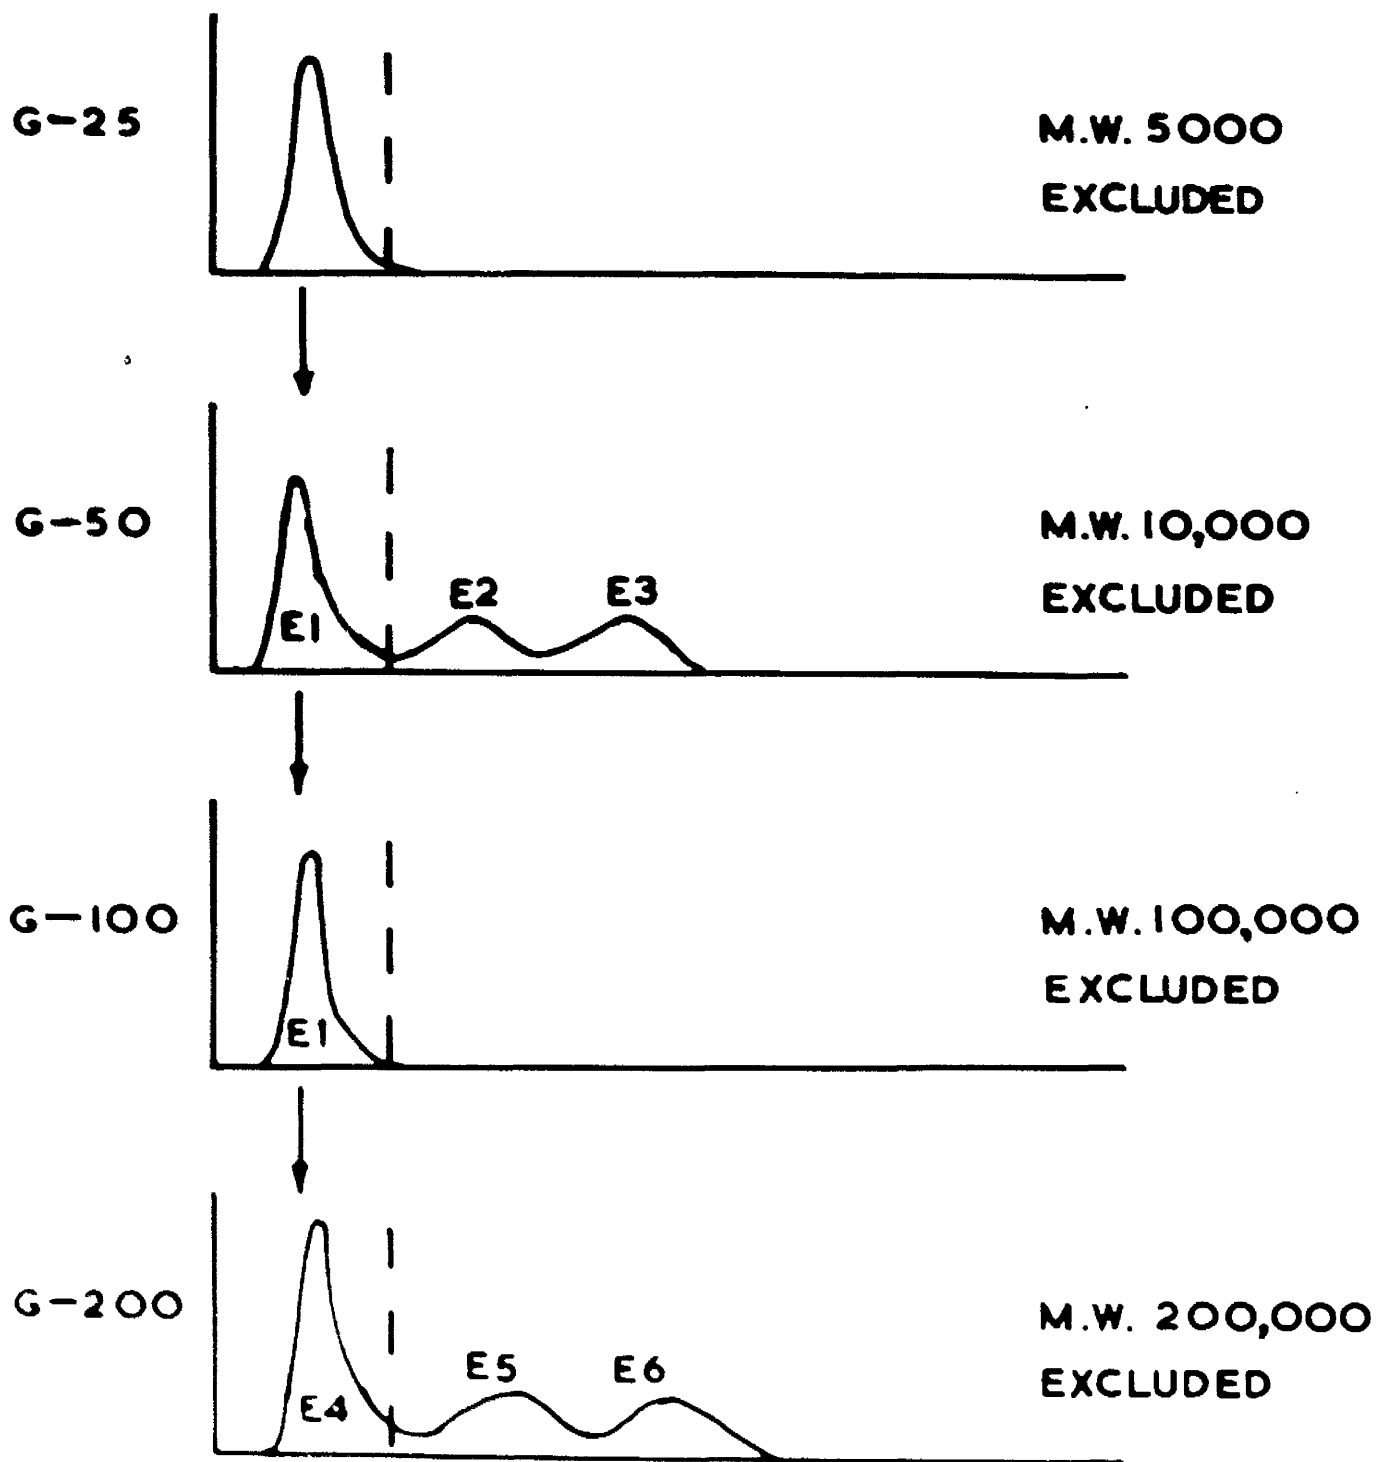 G-25
M.W. 5000
EXCLUDED
G-50
E1
E2
E3
M.W. 10,000
EXCLUDED
G-100
E1
M.W. 100,000
EXCLUDED
G-200
E4
E5
E6
M.W. 200,000
EXCLUDED